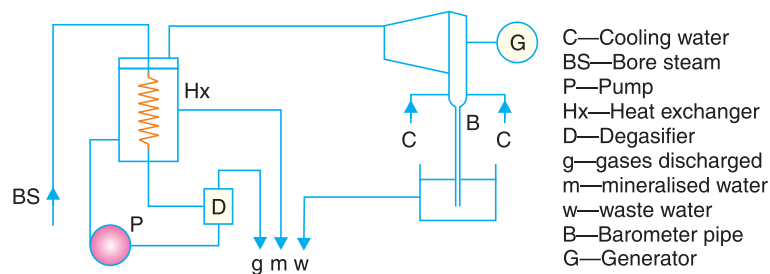 G
Hx
C
B
C
BS
P
D
g m w
C—Cooling water
BS—Bore steam
P—Pump
Hx—Heat exchanger
D—Degasifier
g—gases discharged
m—mineralised water
w—waste water
B—Barometer pipe
G—Generator